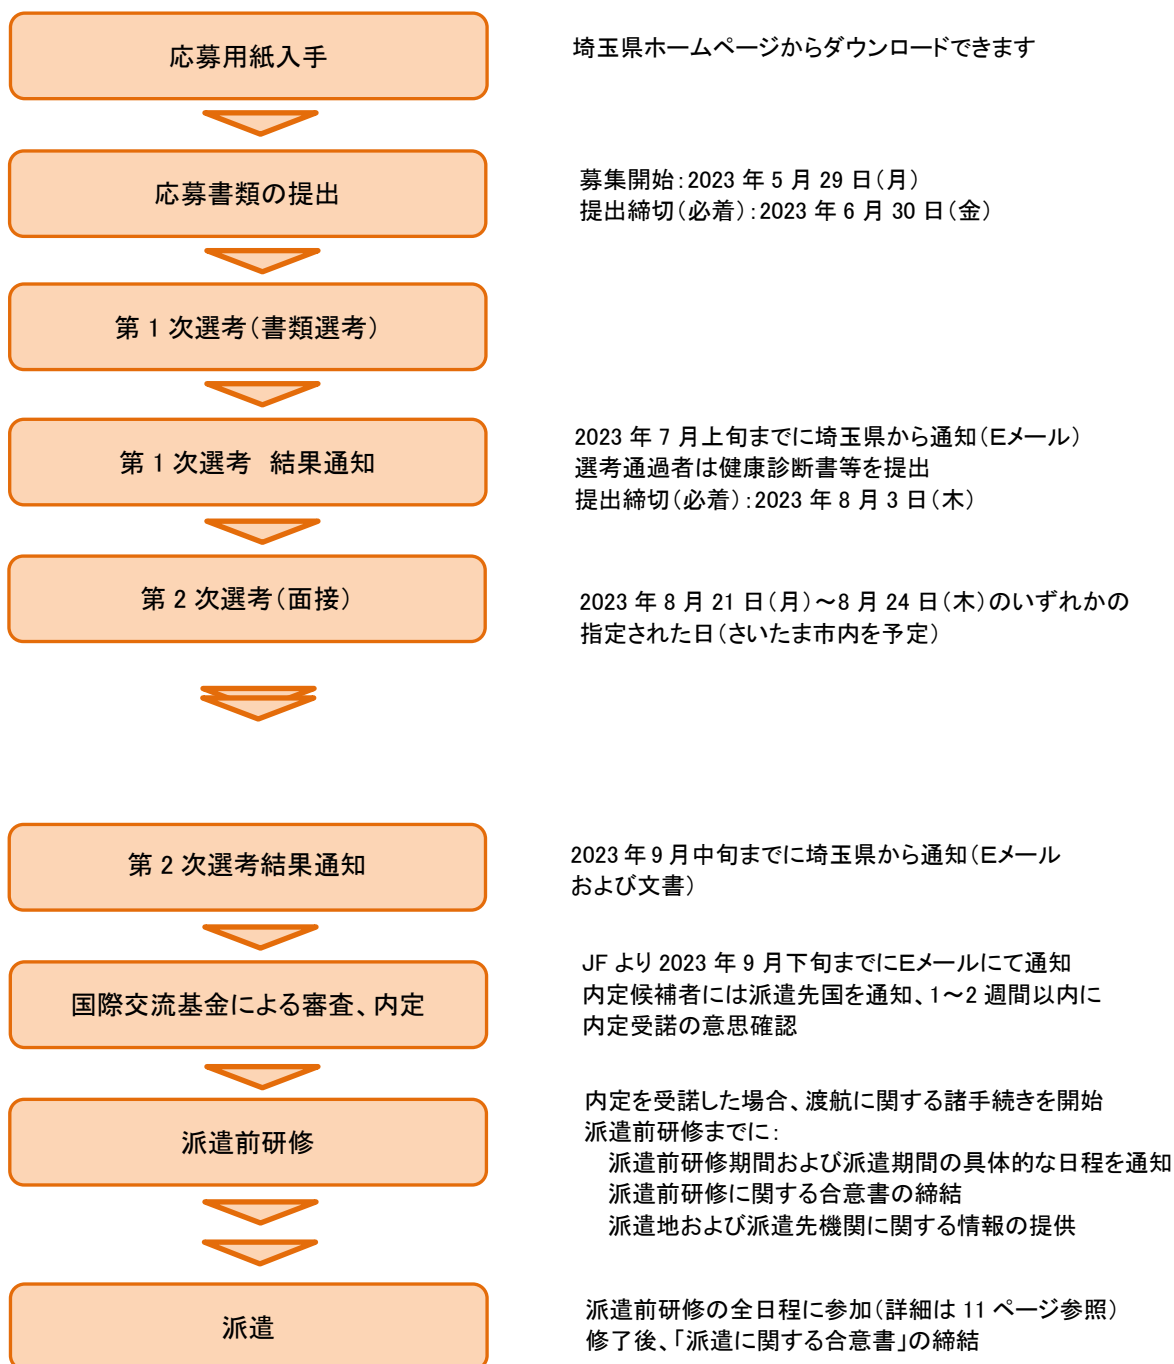 応募用紙入手
埼玉県ホームページからダウンロードできます
応募書類の提出
募集開始：2023 年 5 月 29 日（月）
提出締切（必着）：2023 年 6 月 30 日（金）
第 1 次選考（書類選考）
第 1 次選考　結果通知
2023 年 7 月上旬までに埼玉県から通知（Ｅメール）
選考通過者は健康診断書等を提出
提出締切（必着）：2023 年 8 月 3 日（木）
第 2 次選考（面接）
2023 年 8 月 21 日（月）～8 月 24 日（木）のいずれかの
指定された日（さいたま市内を予定）
第 2 次選考結果通知
2023 年 9 月中旬までに埼玉県から通知（Ｅメール
および文書）
国際交流基金による審査、内定
JF より 2023 年 9 月下旬までにＥメールにて通知
内定候補者には派遣先国を通知、1～2 週間以内に
内定受諾の意思確認
派遣前研修
内定を受諾した場合、渡航に関する諸手続きを開始
派遣前研修までに：
派遣前研修期間および派遣期間の具体的な日程を通知
派遣前研修に関する合意書の締結
派遣地および派遣先機関に関する情報の提供
派遣
派遣前研修の全日程に参加（詳細は 11 ページ参照）
修了後、「派遣に関する合意書」の締結